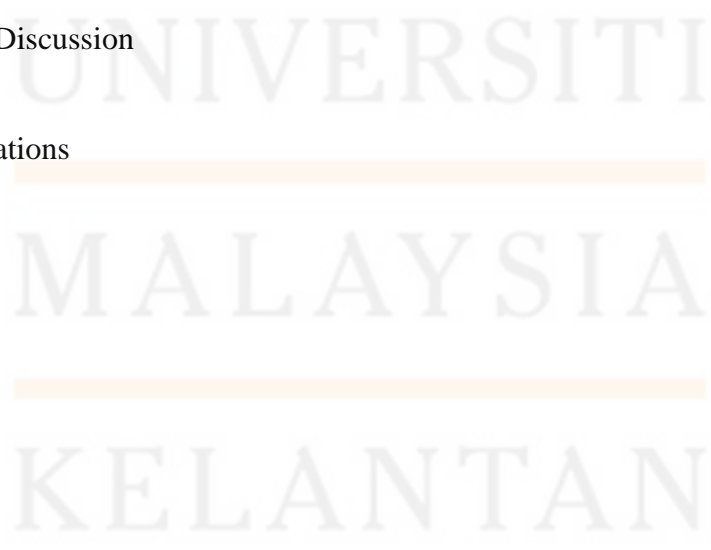 Discussion
UNIVERSITI
ations
MALAYSIA
KELANTAN